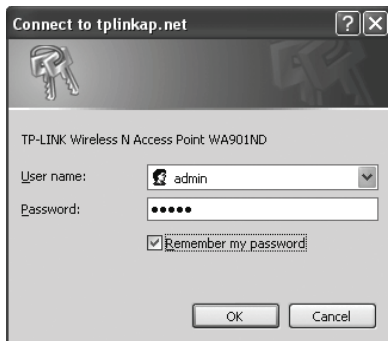 Connect to tplinkap.net
TP-LINK Wireless N Access Point WA901ND
User name: admin
Password: •••••
Remember my password
OK Cancel